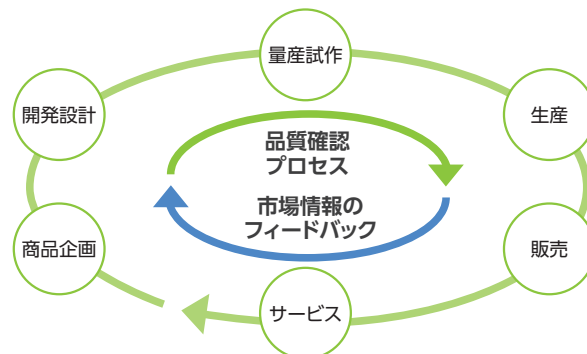 量産試作
開発設計
生産
品質確認
プロセス
市場情報の
フィードバック
商品企画
販売
サービス